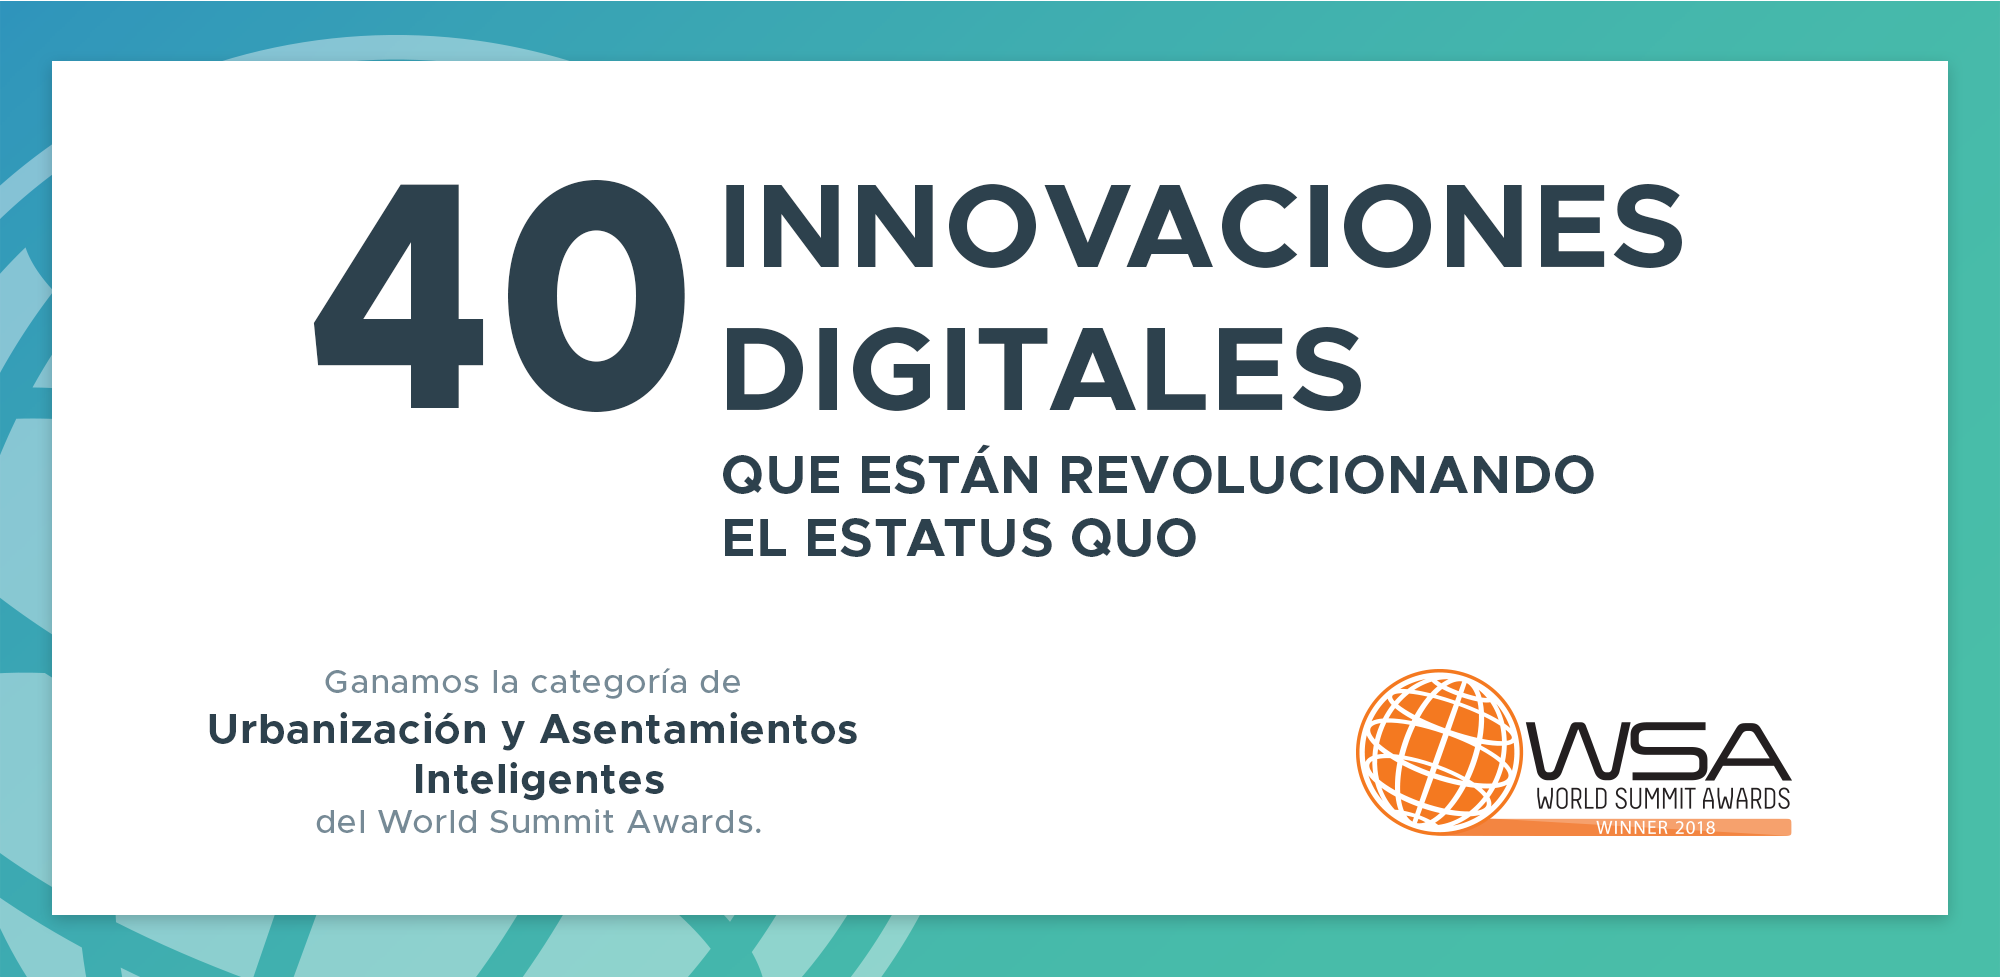 40 INNOVACIONES
DIGITALES
QUE ESTÁN REVOLUCIONANDO
EL ESTATUS QUO
Ganamos la categoría de
Urbanización y Asentamientos
Inteligentes
del World Summit Awards.
WSA
WORLD SUMMIT AWARDS
WINNER 2018